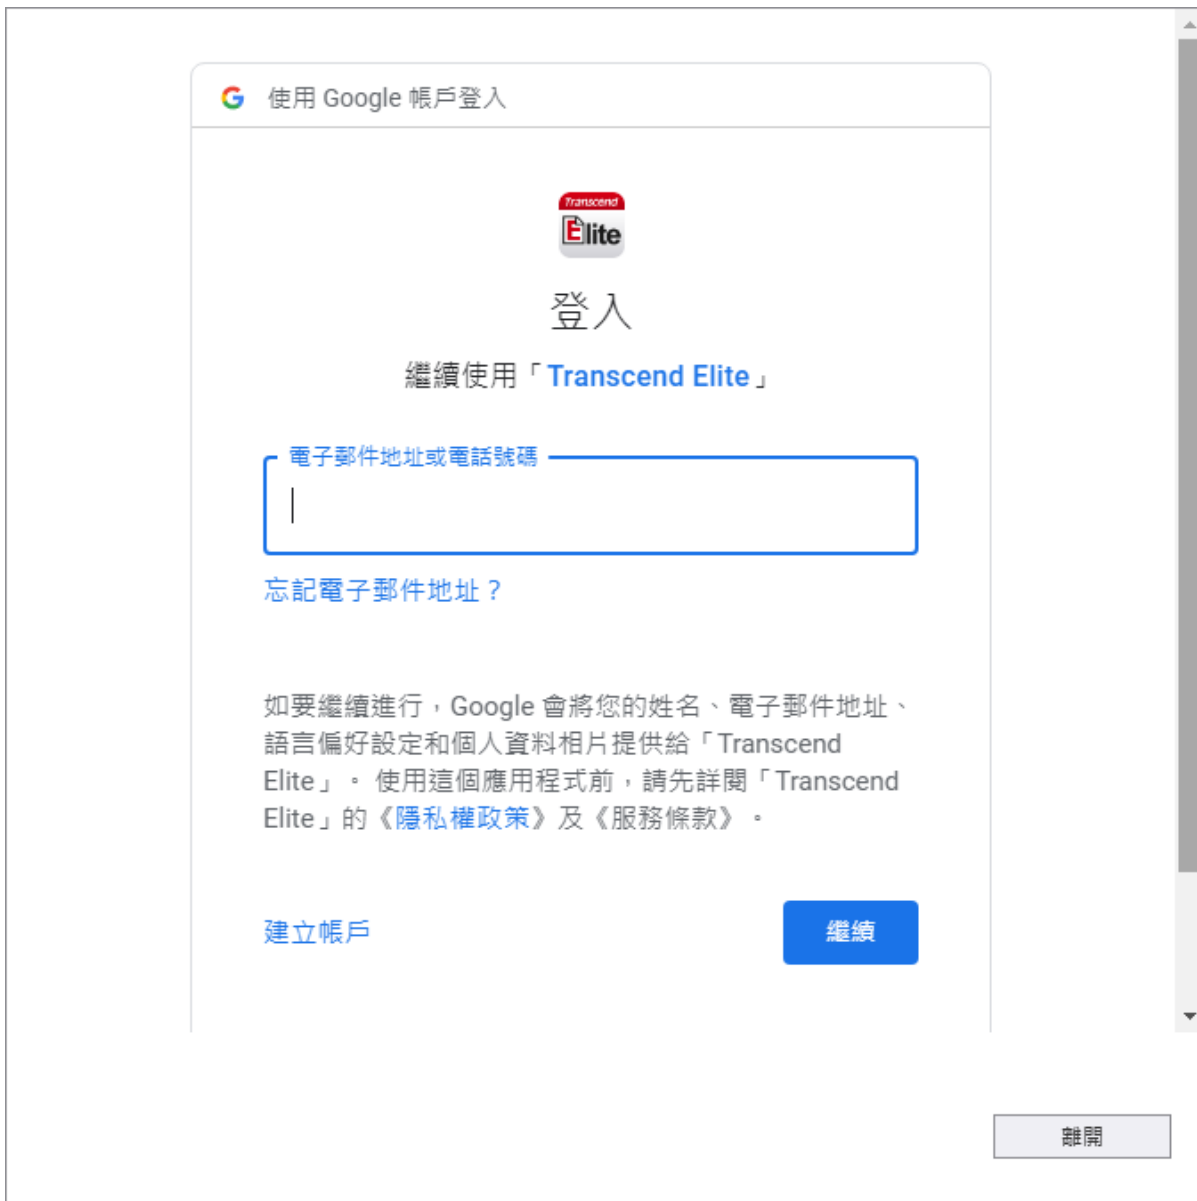 使用 Google 帳戶登入
Transcend
Elite
登入
繼續使用「Transcend Elite」
電子郵件地址或電話號碼
忘記電子郵件地址？
如要繼續進行，Google 會將您的姓名、電子郵件地址、
語言偏好設定和個人資料相片提供給「Transcend
Elite」。 使用這個應用程式前，請先詳閱「Transcend
Elite」的《隱私權政策》及《服務條款》。
建立帳戶
繼續
離開